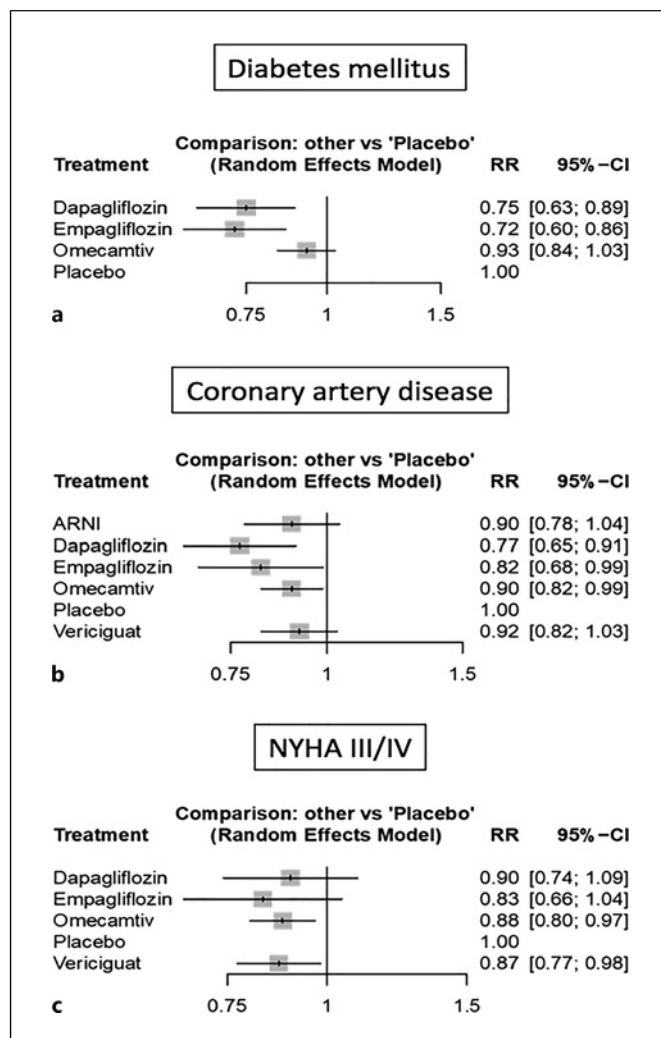 Diabetes mellitus
Comparison: other vs 'Placebo'
Treatment (Random Effects Model) RR 95%−CI
Dapagliflozin 0.75 [0.63; 0.89]
Empagliflozin 0.72 [0.60; 0.86]
Omecamtiv 0.93 [0.84; 1.03]
Placebo 1.00
0.75 1 1.5
a
Coronary artery disease
Comparison: other vs 'Placebo'
Treatment (Random Effects Model) RR 95%−CI
ARNI 0.90 [0.78; 1.04]
Dapagliflozin 0.77 [0.65; 0.91]
Empagliflozin 0.82 [0.68; 0.99]
Omecamtiv 0.90 [0.82; 0.99]
Placebo 1.00
Vericiguat 0.92 [0.82; 1.03]
0.75 1 1.5
b
NYHA III/IV
Comparison: other vs 'Placebo'
Treatment (Random Effects Model) RR 95%−CI
Dapagliflozin 0.90 [0.74; 1.09]
Empagliflozin 0.83 [0.66; 1.04]
Omecamtiv 0.88 [0.80; 0.97]
Placebo 1.00
Vericiguat 0.87 [0.77; 0.98]
0.75 1 1.5
c